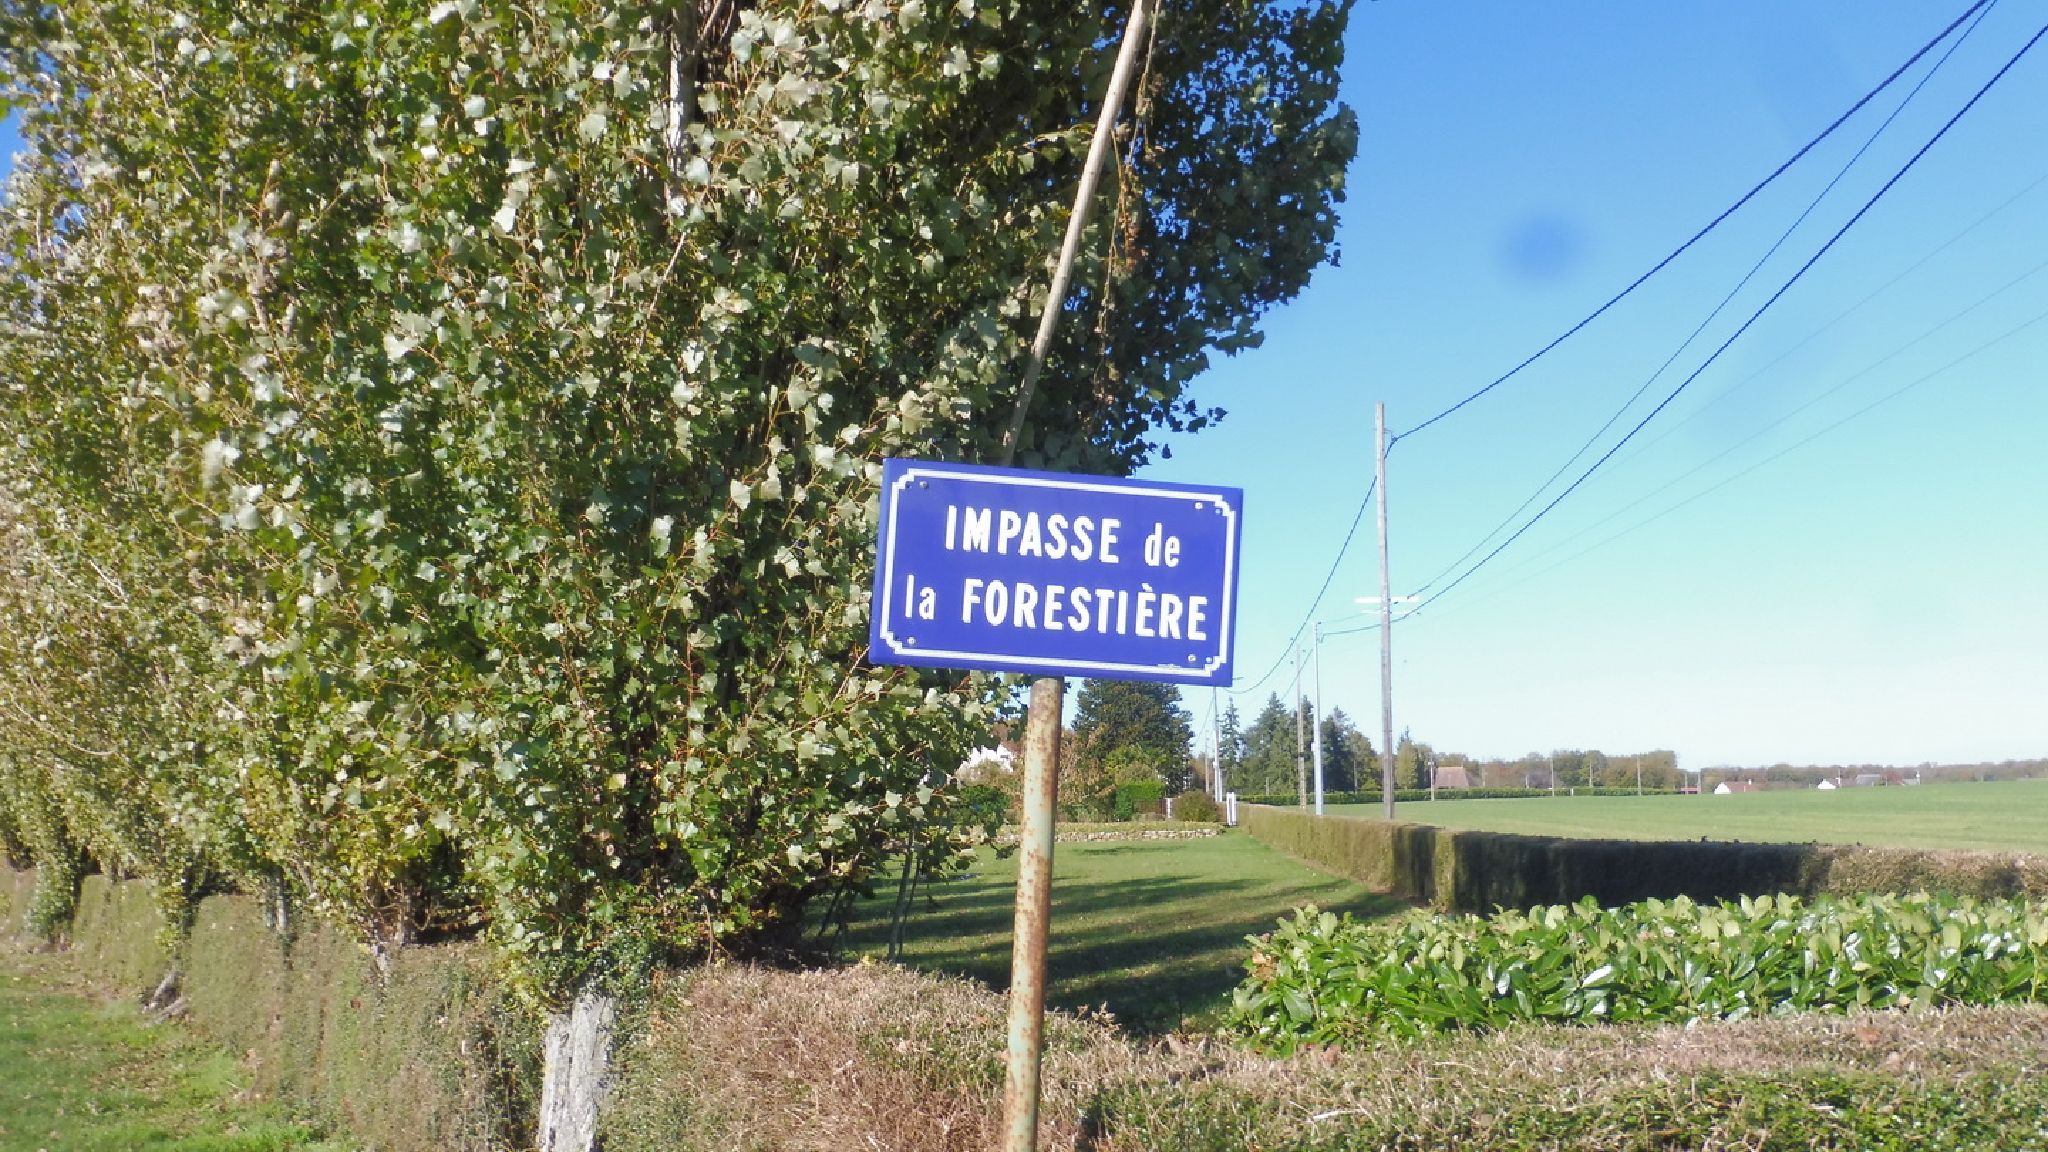 IMPASSE de
la FORESTIÈRE